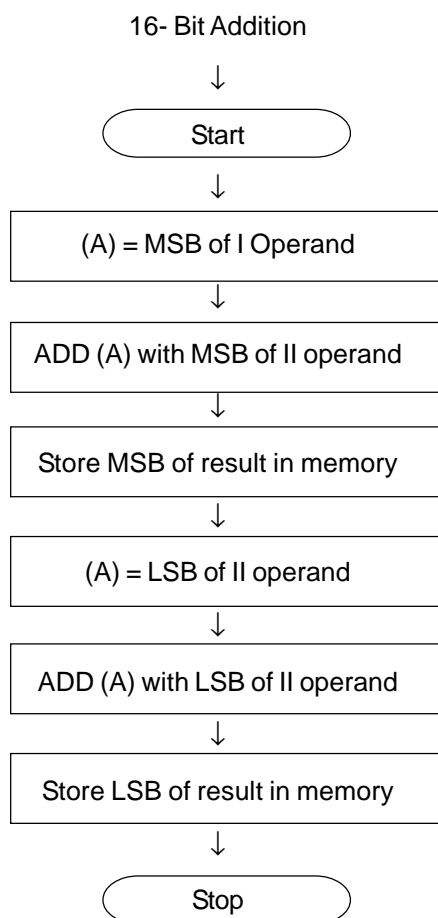 16- Bit Addition
Start
(A) = MSB of I Operand
ADD (A) with MSB of II operand
Store MSB of result in memory
(A) = LSB of II operand
ADD (A) with LSB of II operand
Store LSB of result in memory
Stop